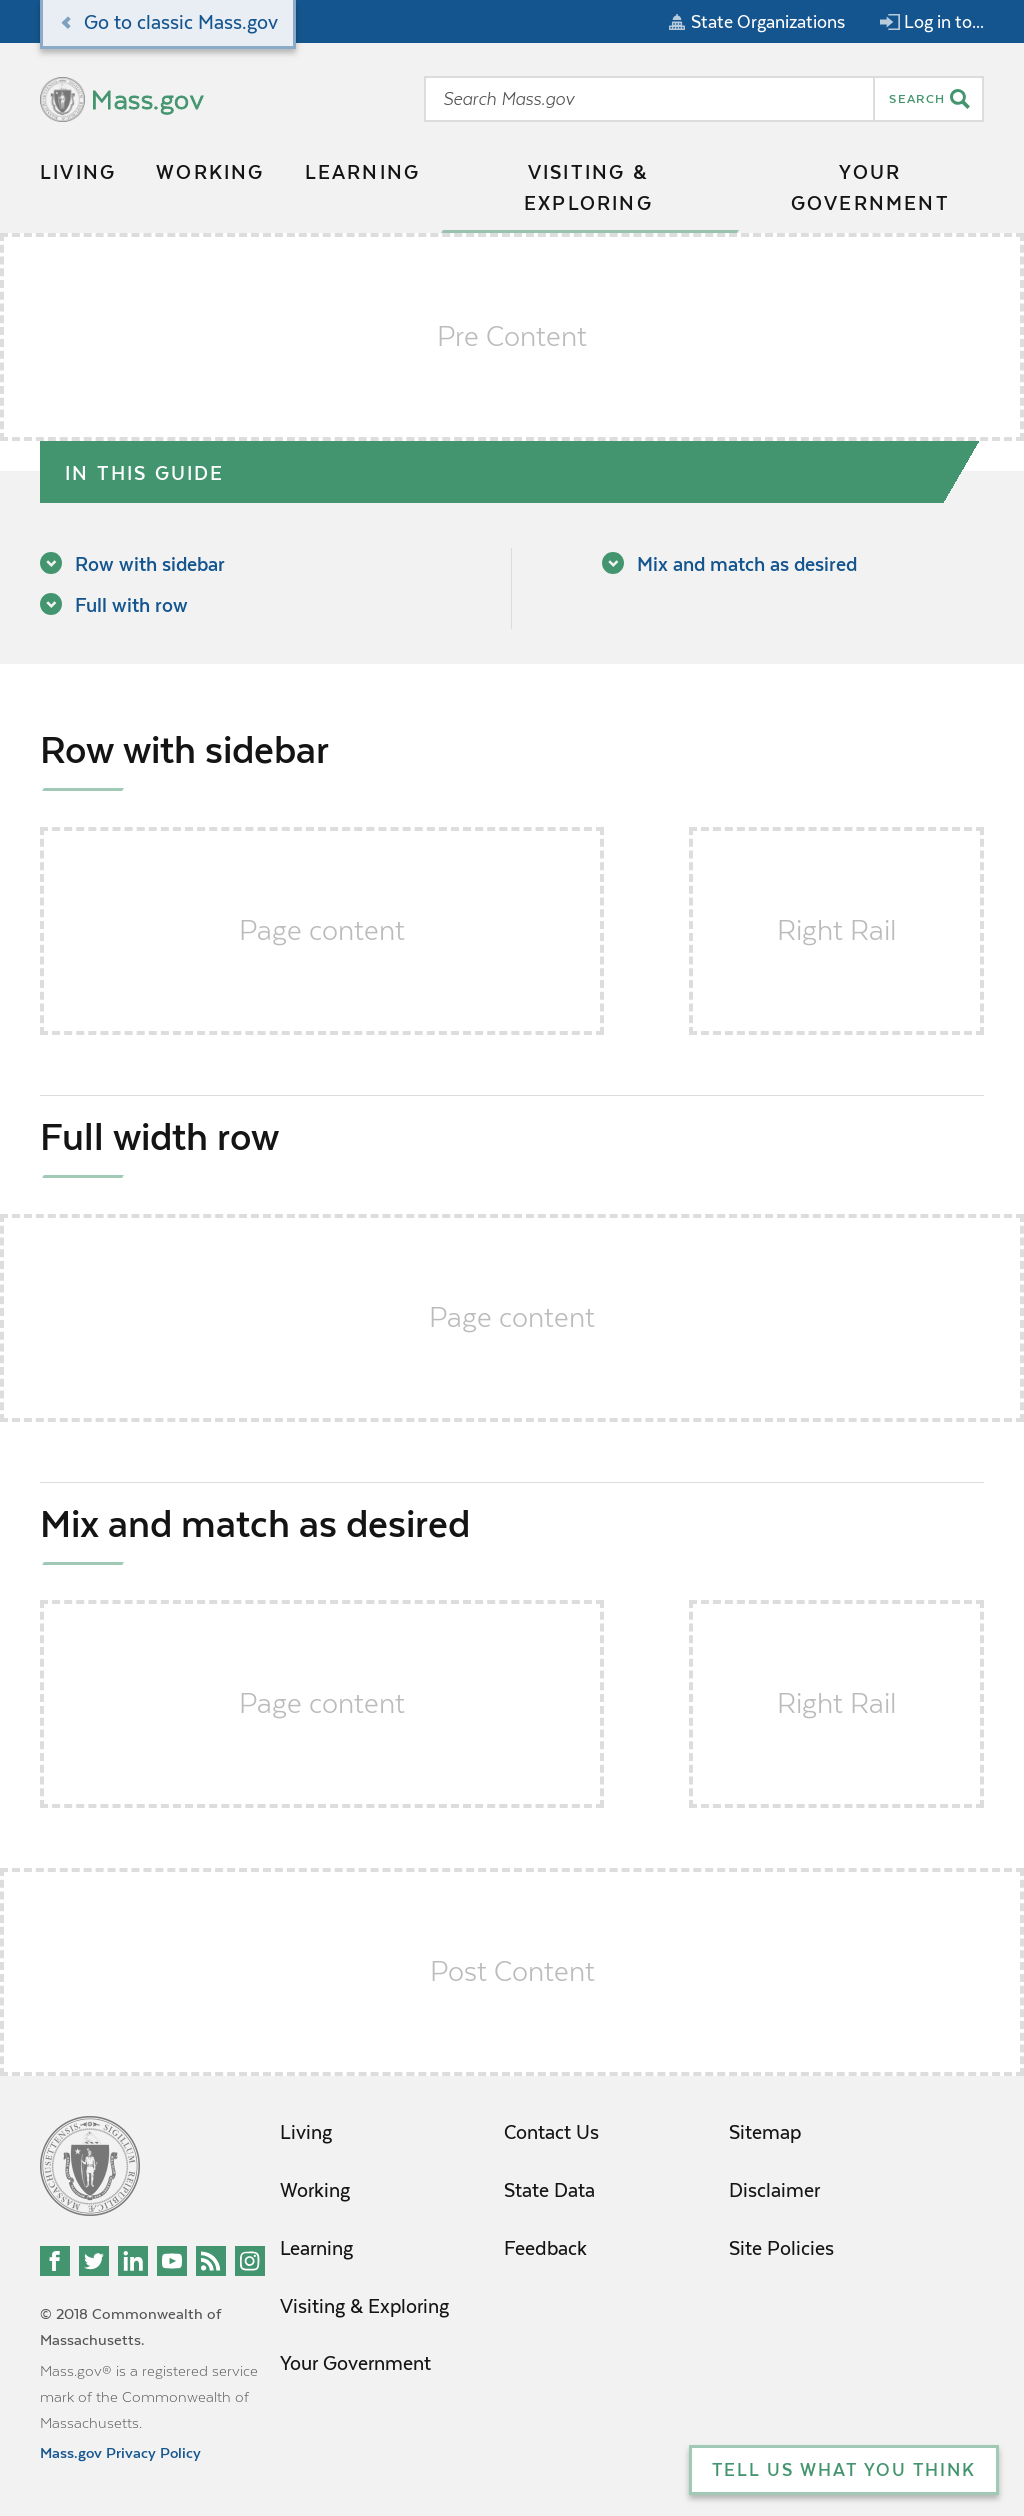 Go to classic Mass.gov
State Organizations
Log in to...
Mass.gov
Search Mass.gov
SEARCH
LIVING
WORKING
LEARNING
VISITING &
EXPLORING
YOUR
GOVERNMENT
Pre Content
IN THIS GUIDE
Row with sidebar
Full with row
Mix and match as desired
Row with sidebar
Page content
Right Rail
Full width row
Page content
Mix and match as desired
Page content
Right Rail
Post Content
Living
Working
Learning
Visiting & Exploring
Your Government
Contact Us
State Data
Feedback
Sitemap
Disclaimer
Site Policies
© 2018 Commonwealth of
Massachusetts.
Mass.gov® is a registered service
mark of the Commonwealth of
Massachusetts.
Mass.gov Privacy Policy
TELL US WHAT YOU THINK